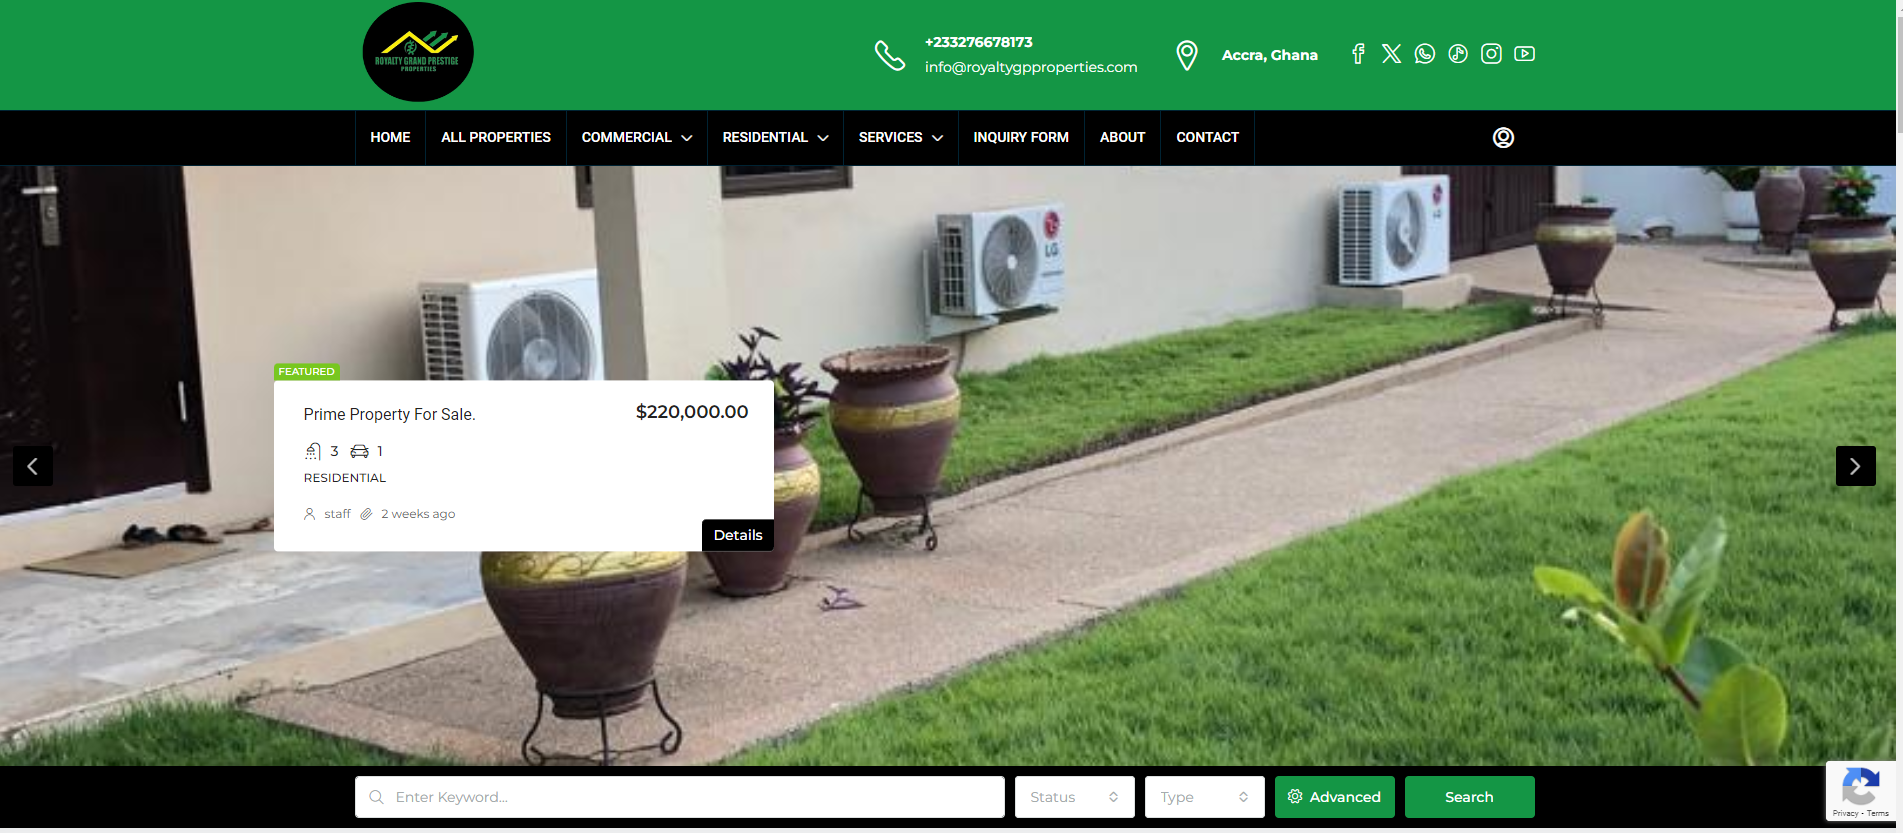 ROYALTY GRAND PRESTIGE
PROPERTIES
+233276678173
info@royaltygpproperties.com
Accra, Ghana
HOME
ALL PROPERTIES
COMMERCIAL
RESIDENTIAL
SERVICES
INQUIRY FORM
ABOUT
CONTACT
LG
FEATURED
Prime Property For Sale.
$220,000.00
3 1
RESIDENTIAL
staff 2 weeks ago
Details
Enter Keyword...
Status
Type
Advanced
Search
Privacy - Terms